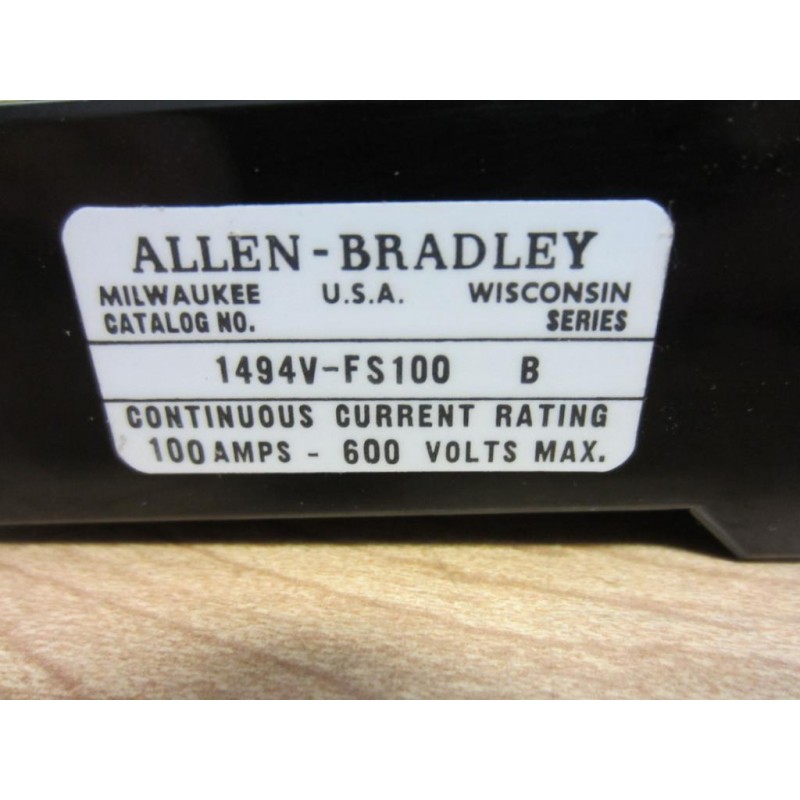 ALLEN-BRADLEY
MILWAUKEE U.S.A. WISCONSIN
CATALOG NO. SERIES
1494V-FS100 B
CONTINUOUS CURRENT RATING
100 AMPS - 600 VOLTS MAX.